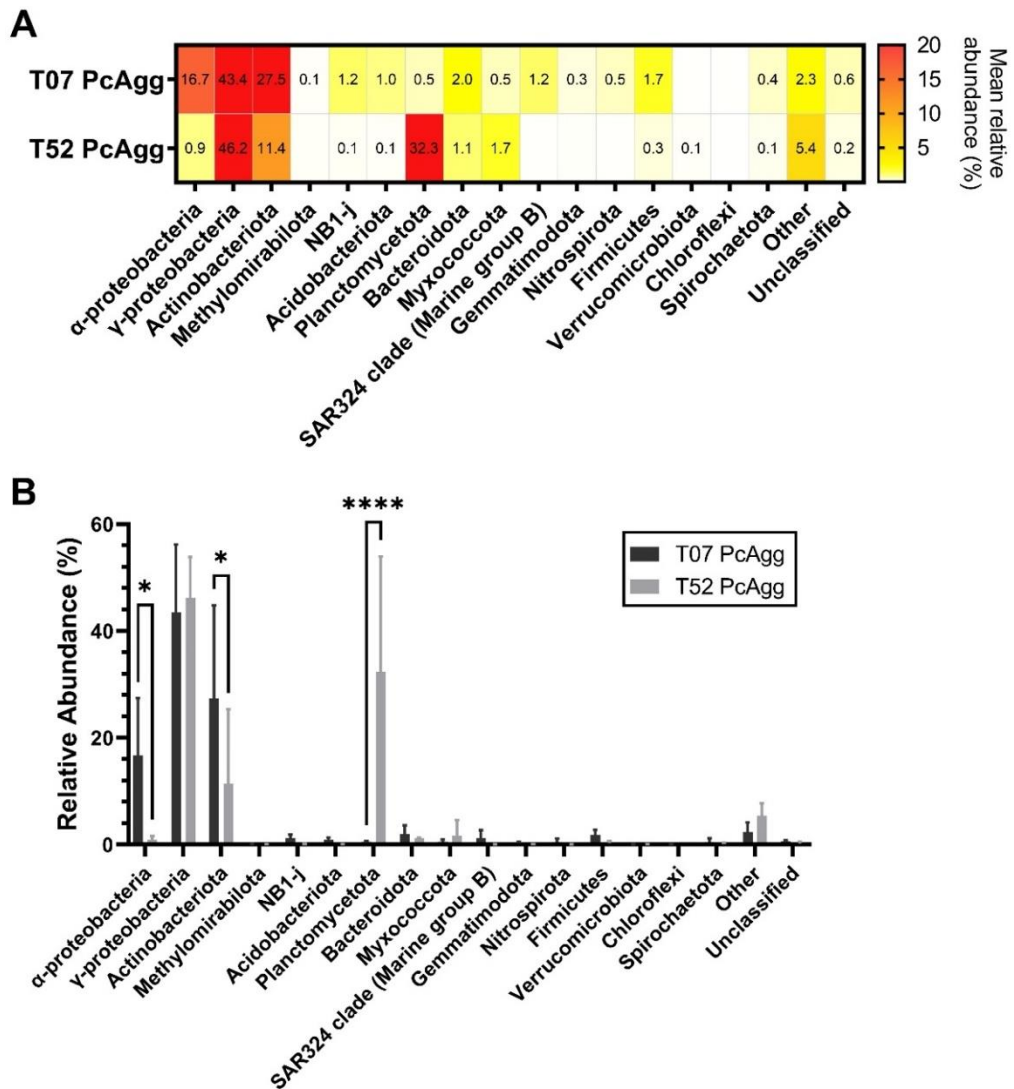 A
T07 PcAgg 16.7 43.4 27.5 0.1 1.2 1.0 0.5 2.0 0.5 1.2 0.3 0.5 1.7 0.4 2.3 0.6
T52 PcAgg 0.9 46.2 11.4 0.1 0.1 32.3 1.1 1.7 0.3 0.1 0.1 5.4 0.2
20
15
10
5
Mean relative
abundance (%)
α-proteobacteria
γ-proteobacteria
Actinobacteriota
Methylomirabilota
NB1-j
Acidobacteriota
Planctomycetota
Bacteroidota
Myxococcota
SAR324 clade (Marine group B)
Gemmatimodota
Nitrospirota
Firmicutes
Verrucomicrobiota
Chloroflexi
Spirochaetota
Other
Unclassified
B
Relative Abundance (%)
60
40
20
0
*
*
****
T07 PcAgg
T52 PcAgg
α-proteobacteria
γ-proteobacteria
Actinobacteriota
Methylomirabilota
NB1-j
Acidobacteriota
Planctomycetota
Bacteroidota
Myxococcota
SAR324 clade (Marine group B)
Gemmatimodota
Nitrospirota
Firmicutes
Verrucomicrobiota
Chloroflexi
Spirochaetota
Other
Unclassified